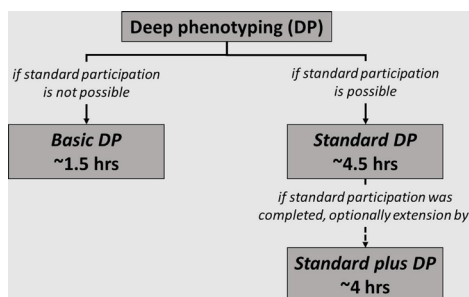 Deep phenotyping (DP)
if standard participation
is not possible
if standard participation
is possible
Basic DP
~1.5 hrs
Standard DP
~4.5 hrs
if standard participation was
completed, optionally extension by
Standard plus DP
~4 hrs